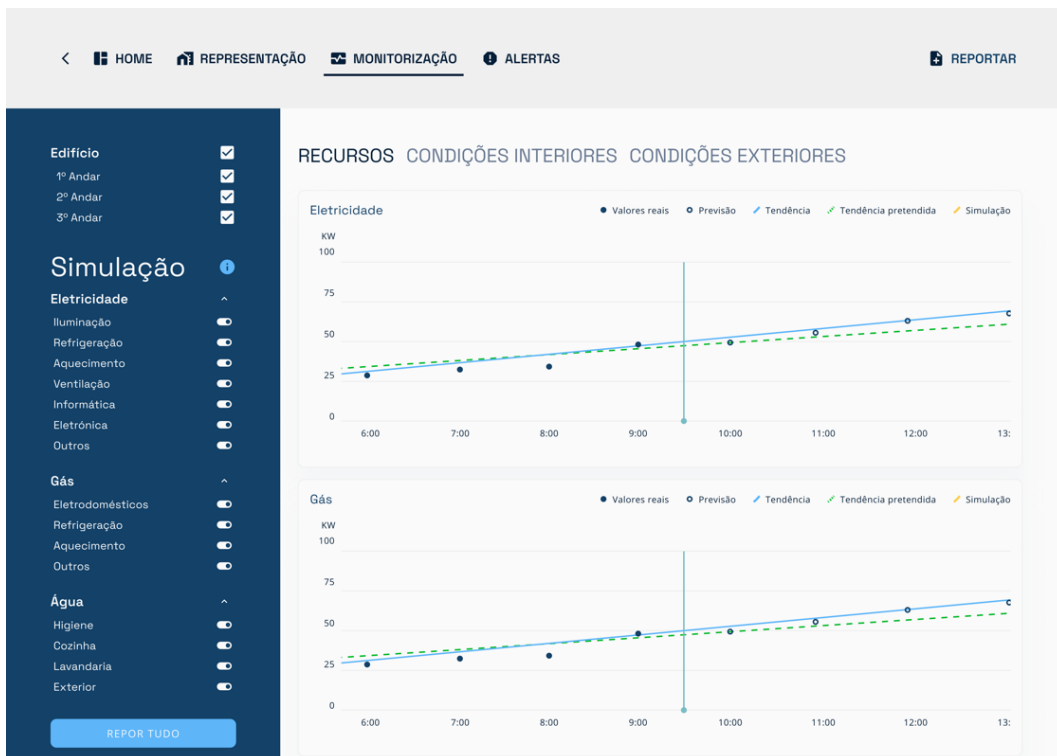 HOME REPRESENTAÇÃO MONITORIZAÇÃO ALERTAS REPORTAR
Edifício
1º Andar
2º Andar
3º Andar
Simulação
Eletricidade
Iluminação
Refrigeração
Aquecimento
Ventilação
Informática
Eletrónica
Outros
Gás
Eletrodomésticos
Refrigeração
Aquecimento
Outros
Água
Higiene
Cozinha
Lavandaria
Exterior
REPOR TUDO
RECURSOS CONDIÇÕES INTERIORES CONDIÇÕES EXTERIORES
Eletricidade
Valores reais Previsão Tendência Tendência pretendida Simulação
KW
100
75
50
25
0
6:00 7:00 8:00 9:00 10:00 11:00 12:00 13:
Gás
Valores reais Previsão Tendência Tendência pretendida Simulação
KW
100
75
50
25
0
6:00 7:00 8:00 9:00 10:00 11:00 12:00 13: